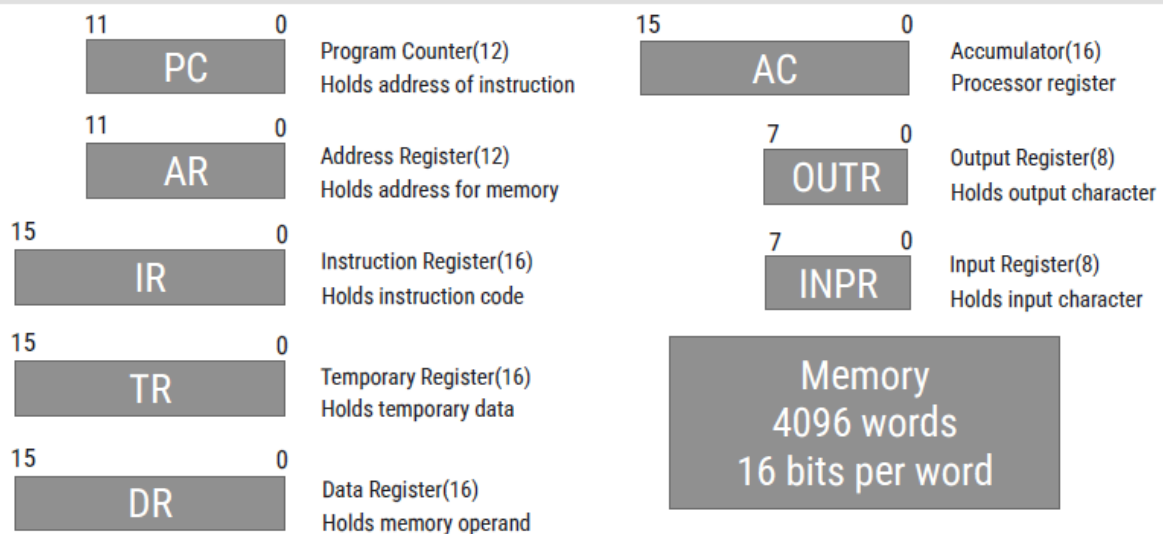 11 0
PC
Program Counter(12)
Holds address of instruction
11 0
AR
Address Register(12)
Holds address for memory
15 0
IR
Instruction Register(16)
Holds instruction code
15 0
TR
Temporary Register(16)
Holds temporary data
15 0
DR
Data Register(16)
Holds memory operand
15 0
AC
Accumulator(16)
Processor register
7 0
OUTR
Output Register(8)
Holds output character
7 0
INPR
Input Register(8)
Holds input character
Memory
4096 words
16 bits per word